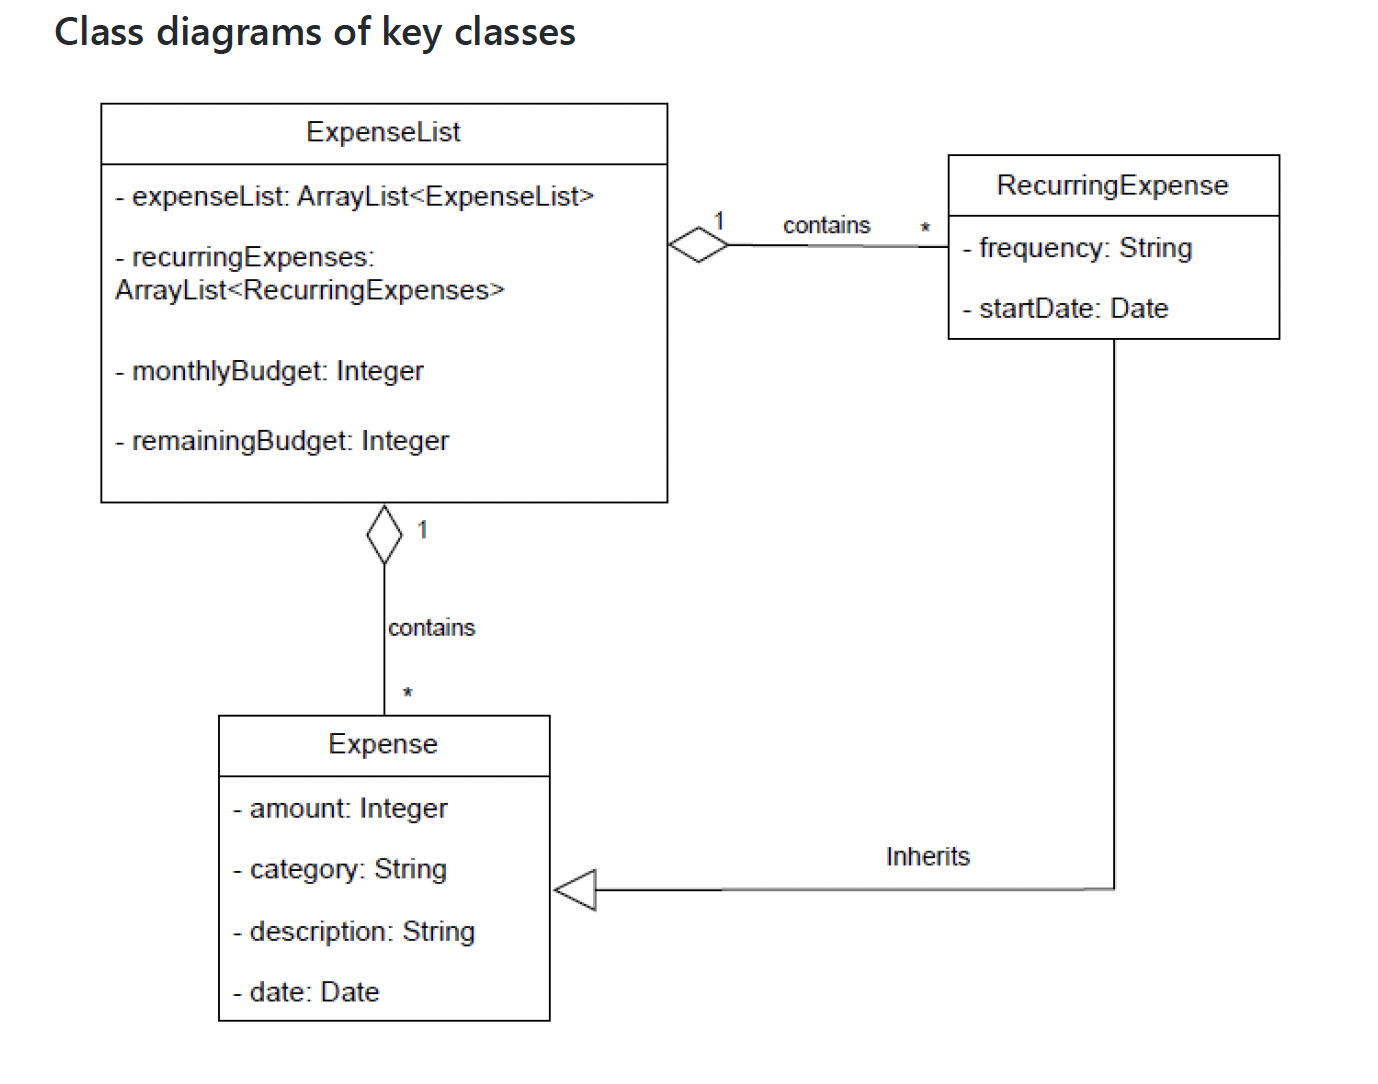 Class diagrams of key classes
ExpenseList
- expenseList: ArrayList<ExpenseList>
- recurringExpenses:
ArrayList<RecurringExpenses>
- monthlyBudget: Integer
- remainingBudget: Integer
1
contains
*
RecurringExpense
- frequency: String
- startDate: Date
1
contains
*
Expense
- amount: Integer
- category: String
- description: String
- date: Date
Inherits